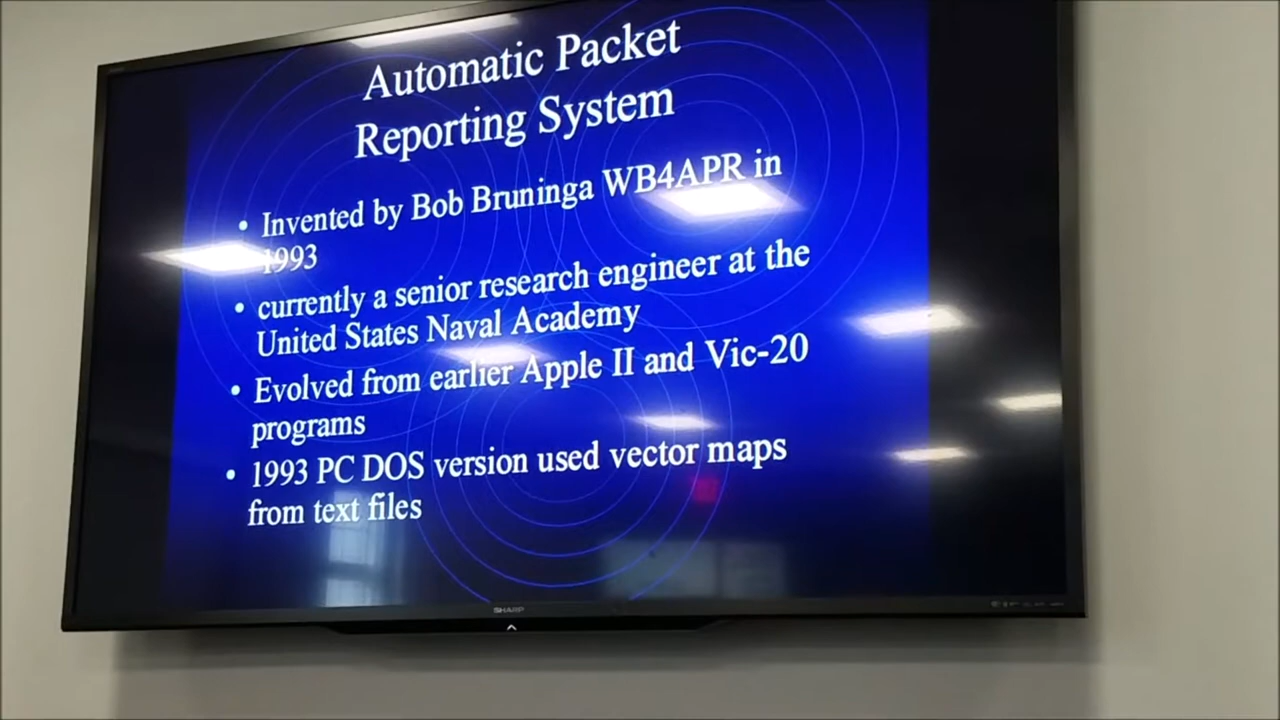 Automatic Packet
Reporting System
• Invented by Bob Bruninga WB4APR in
1993
• currently a senior research engineer at the
United States Naval Academy
• Evolved from earlier Apple II and Vic-20
programs
• 1993 PC DOS version used vector maps
from text files
SHARP